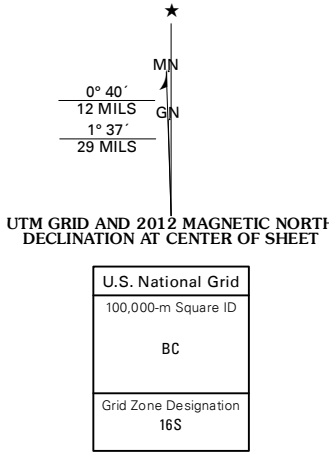 ★
MN
0° 40´
12 MILS
GN
1° 37´
29 MILS
UTM GRID AND 2012 MAGNETIC NORTH
DECLINATION AT CENTER OF SHEET
U.S. National Grid
100,000-m Square ID
BC
Grid Zone Designation
16S